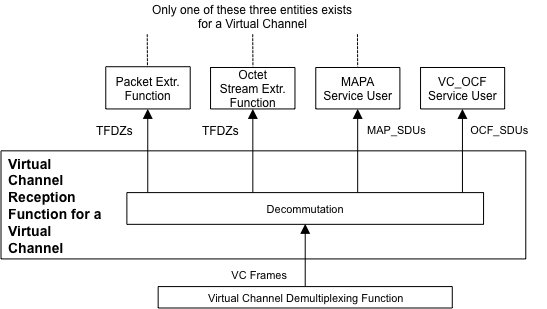 Only one of these three entities exists
for a Virtual Channel
Packet Extr.
Function
Octet
Stream Extr.
Function
MAPA
Service User
VC_OCF
Service User
TFDZs
TFDZs
MAP_SDUs
OCF_SDUs
Virtual
Channel
Reception
Function for a
Virtual
Channel
Decommutation
VC Frames
Virtual Channel Demultiplexing Function